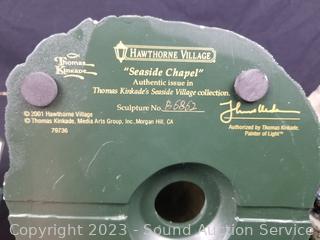 Thomas
Kinkade
HAWTHORNE VILLAGE
"Seaside Chapel"
Authentic issue in
Thomas Kinkade's Seaside Village collection.
Sculpture No.
© 2001 Hawthorne Village
© Thomas Kinkade, Media Arts Group, Inc., Morgan Hill, CA
79736
Authorized by Thomas Kinkade,
Painter of Light™
Copyright 2023 - Sound Auction Service